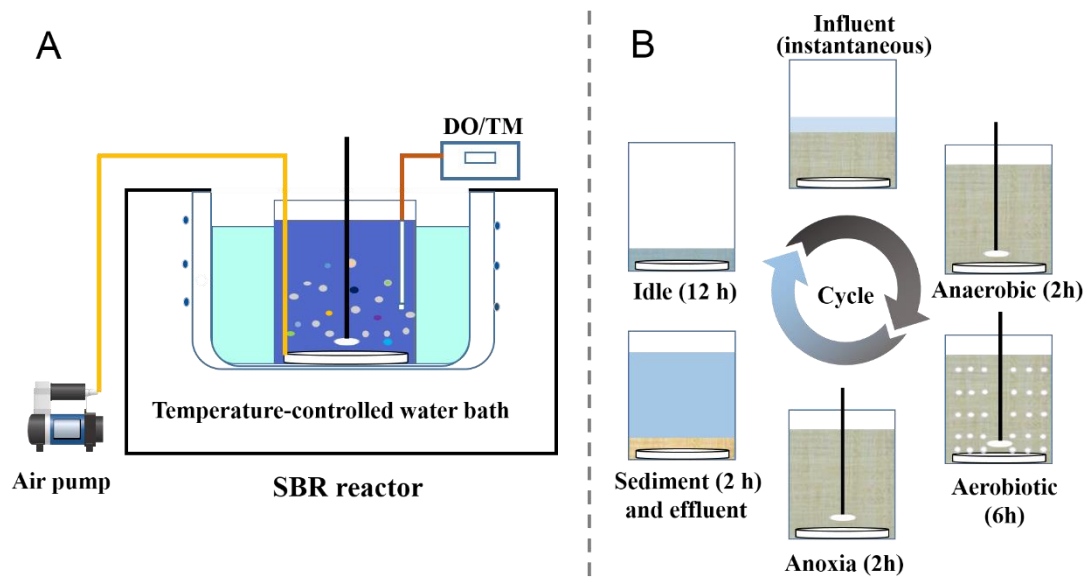 A
DO/TM
Temperature-controlled water bath
Air pump
SBR reactor
B
Influent
(instantaneous)
Idle (12 h)
Cycle
Anaerobic (2h)
Sediment (2 h)
and effluent
Aerobiotic
(6h)
Anoxia (2h)